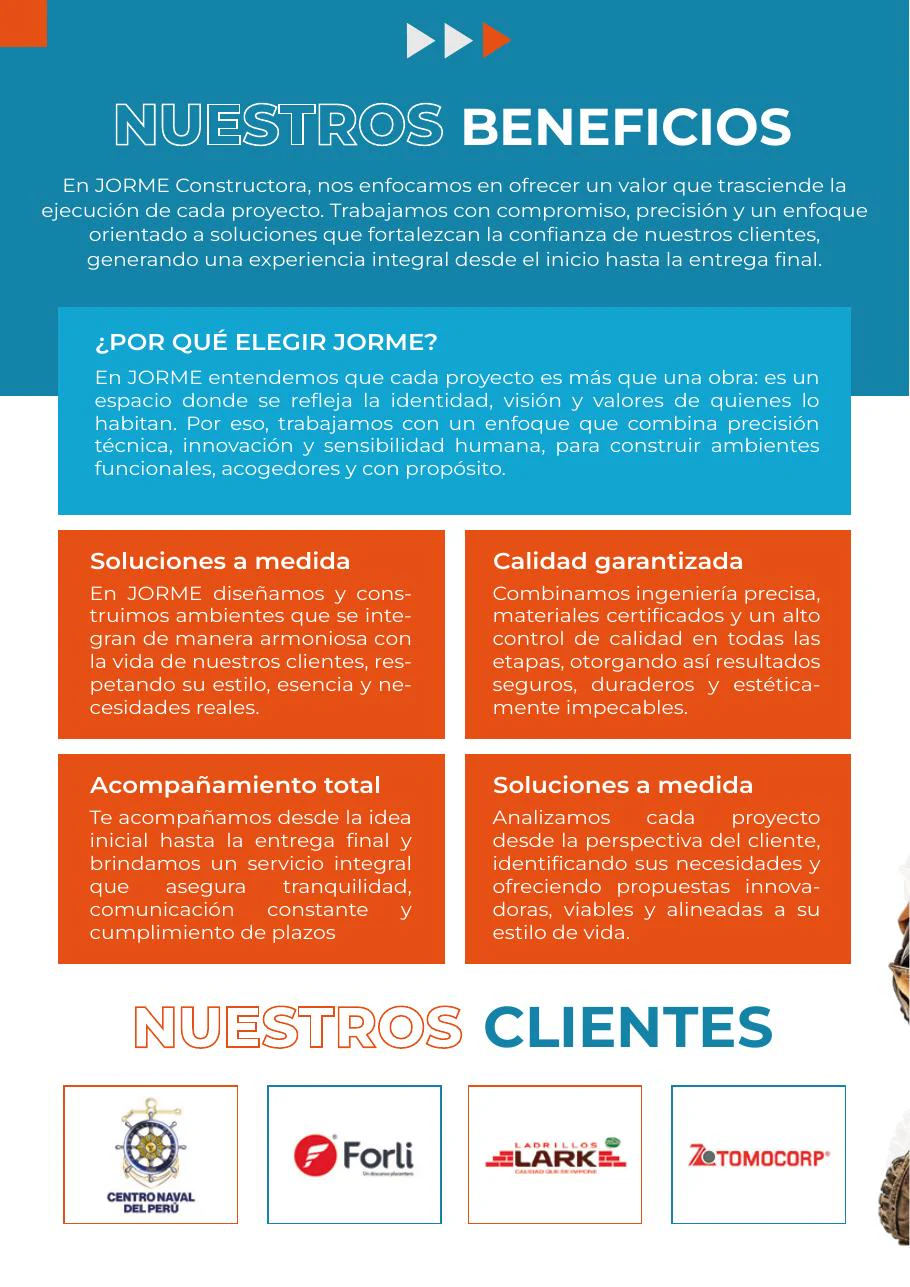 NUESTROS BENEFICIOS
En JORME Constructora, nos enfocamos en ofrecer un valor que trasciende la
ejecución de cada proyecto. Trabajamos con compromiso, precisión y un enfoque
orientado a soluciones que fortalezcan la confianza de nuestros clientes,
generando una experiencia integral desde el inicio hasta la entrega final.
¿POR QUÉ ELEGIR JORME?
En JORME entendemos que cada proyecto es más que una obra: es un
espacio donde se refleja la identidad, visión y valores de quienes lo
habitan. Por eso, trabajamos con un enfoque que combina precisión
técnica, innovación y sensibilidad humana, para construir ambientes
funcionales, acogedores y con propósito.
Soluciones a medida
En JORME diseñamos y cons-
truimos ambientes que se inte-
gran de manera armoniosa con
la vida de nuestros clientes, res-
petando su estilo, esencia y ne-
cesidades reales.
Calidad garantizada
Combinamos ingeniería precisa,
materiales certificados y un alto
control de calidad en todas las
etapas, otorgando así resultados
seguros, duraderos y estética-
mente impecables.
Acompañamiento total
Te acompañamos desde la idea
inicial hasta la entrega final y
brindamos un servicio integral
que asegura tranquilidad,
comunicación constante y
cumplimiento de plazos
Soluciones a medida
Analizamos cada proyecto
desde la perspectiva del cliente,
identificando sus necesidades y
ofreciendo propuestas innova-
doras, viables y alineadas a su
estilo de vida.
NUESTROS CLIENTES
CENTRO NAVAL
DEL PERÚ
Forli
Un descanso placentero
LADRILLOS
LARK
CALIDAD QUE SE IMPONE
TOMOCORP